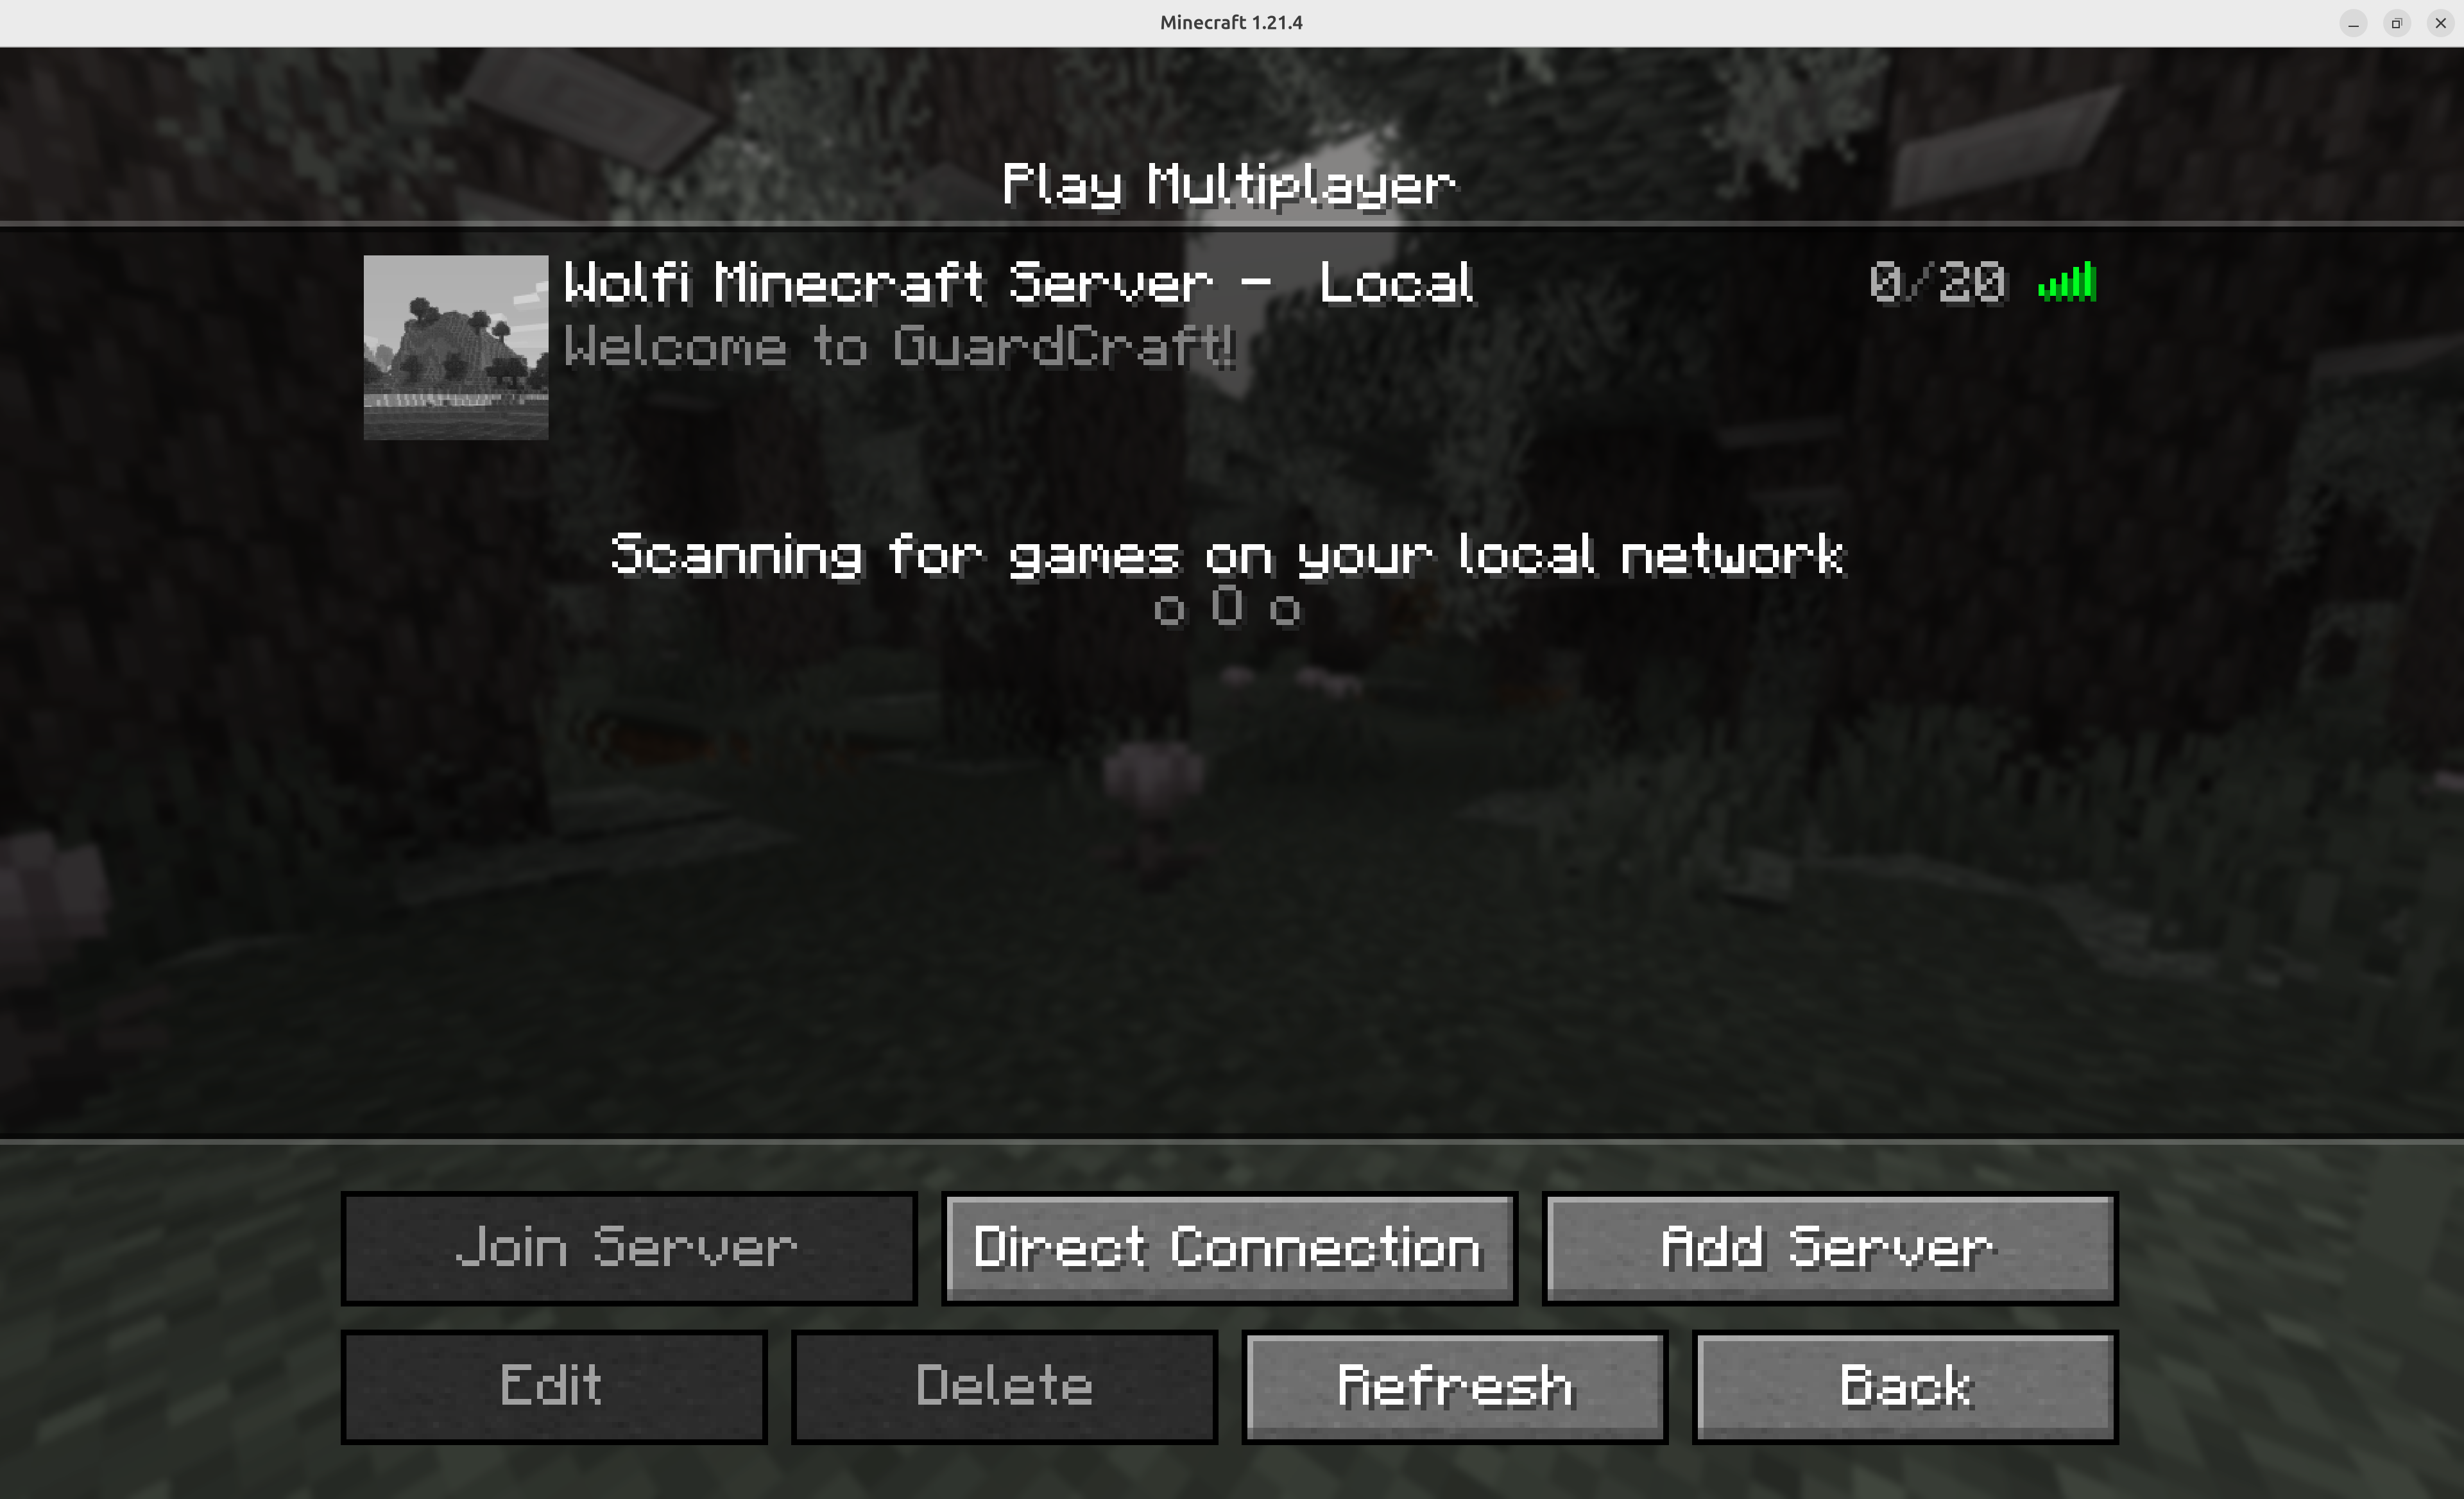 Minecraft 1.21.4
Play Multiplayer
Wolfi Minecraft Server - Local
0/20
Welcome to GuardCraft!
Scanning for games on your local network
o O o
Join Server
Direct Connection
Add Server
Edit
Delete
Refresh
Back